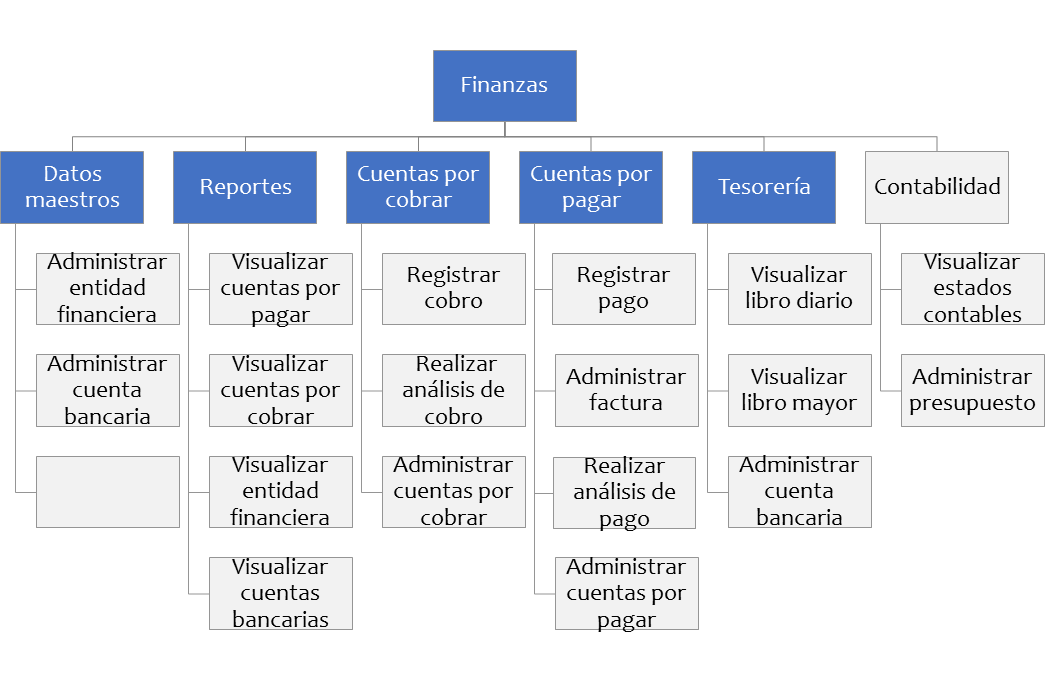 Finanzas
Datos
maestros
Reportes
Cuentas por
cobrar
Cuentas por
pagar
Tesorería
Contabilidad
Administrar
entidad
financiera
Administrar
cuenta
bancaria
Visualizar
cuentas por
pagar
Visualizar
cuentas por
cobrar
Visualizar
entidad
financiera
Visualizar
cuentas
bancarias
Registrar
cobro
Realizar
análisis de
cobro
Administrar
cuentas por
cobrar
Registrar
pago
Administrar
factura
Realizar
análisis de
pago
Administrar
cuentas por
pagar
Visualizar
libro diario
Visualizar
libro mayor
Administrar
cuenta
bancaria
Visualizar
estados
contables
Administrar
presupuesto